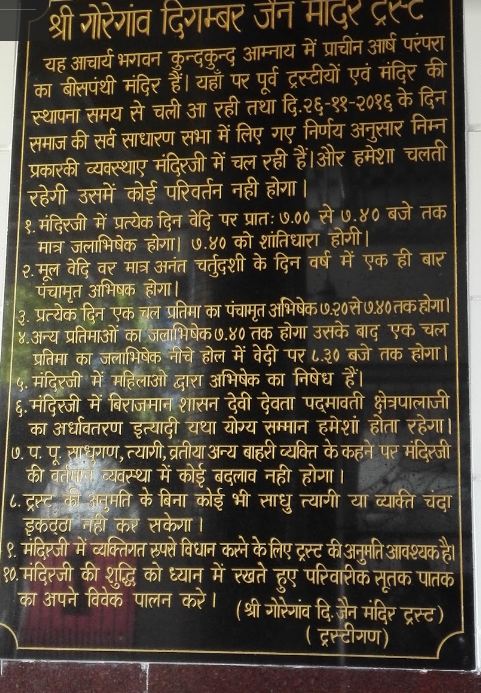 श्री गोरेगांव दिगम्बर जैन मंदिर ट्रस्ट
यह आचार्य भगवन कुन्दकुन्द आम्नाय में प्राचीन आर्ष परंपरा
का बीसपंथी मंदिर हैं। यहाँ पर पूर्व ट्रस्टीयों एवं मंदिर की
स्थापना समय से चली आ रही तथा दि.२६-११-२०१६ के दिन
समाज की सर्व साधारण सभा में लिए गए निर्णय अनुसार निम्न
प्रकारकी व्यवस्थाए मंदिरजी में चल रही हैं।और हमेशा चलती
रहेगी उसमें कोई परिवर्तन नही होगा।
१. मंदिरजी में प्रत्येक दिन वेदि पर प्रातः ७.०० से ७.४० बजे तक
मात्र जलाभिषेक होगा। ७.४० को शांतिधारा होगी।
२. मूल वेदि वर मात्र अनंत चर्तुदशी के दिन वर्ष में एक ही बार
पंचामृत अभिषक होगा।
३. प्रत्येक दिन एक चल प्रतिमा का पंचामृत अभिषेक ७.२० से ७.४० तक होगा।
४. अन्य प्रतिमाओं का जलाभिषेक ७.४० तक होगा उसके बाद एक चल
प्रतिमा का जलाभिषेक नीचे होल में वेदी पर ८.३० बजे तक होगा।
५. मंदिरजी में महिलाओ द्वारा अभिषेक का निषेध हैं।
६. मंदिरजी में बिराजमान शासन देवी देवता पदमावती क्षेत्रपालाजी
का अर्धावतरण इत्यादी यथा योग्य सम्मान हमेशां होता रहेगा।
७. प. पू. साधुगण, त्यागी, व्रतीया अन्य बाहरी व्यक्ति के कहने पर मंदिरजी
की वर्तमान व्यवस्था में कोई बदलाव नही होगा।
८. ट्रस्ट की अनुमति के बिना कोई भी साधु त्यागी या व्यक्ति चंदा
इकठठा नही कर सकेगा।
९. मंदिरजी में व्यक्तिगत रुपसे विधान करने के लिए ट्रस्ट की अनुमति आवश्यक है।
१०. मंदिरजी की शुद्धि को ध्यान में रखते हुए परिवारीक सूतक पातक
का अपने विवेक पालन करे।
(श्री गोरेगांव दि. जैन मंदिर ट्रस्ट)
(ट्रस्टीगण)